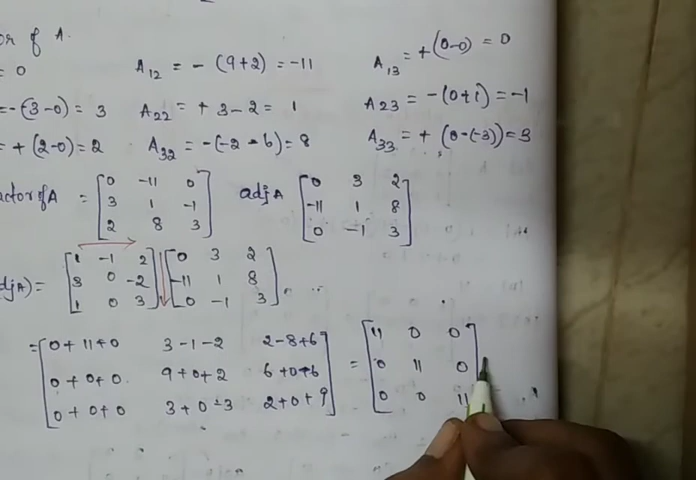 or of A.
= 0 A12 = - (9+2) = -11 A13 = +(0-0) = 0
= -(3-0) = 3 A22 = + 3-2 = 1 A23 = -(0+1) = -1
= +(2-0) = 2 A32 = -(-2-6) = 8 A33 = + (0-(-3)) = 3
actor of A = [0 -11 0 adj A [0 3 2
3 1 -1 -11 1 8
2 8 3] 0 -1 3]
dj A) = [1 -1 2 [0 3 2
3 0 -2 -11 1 8
1 0 3] 0 -1 3]
= [0+11+0 3-1-2 2-8+6 = [11 0 0
0+0+0 9+0+2 6+0-6 0 11 0
0+0+0 3+0-3 2+0+9] 0 0 11